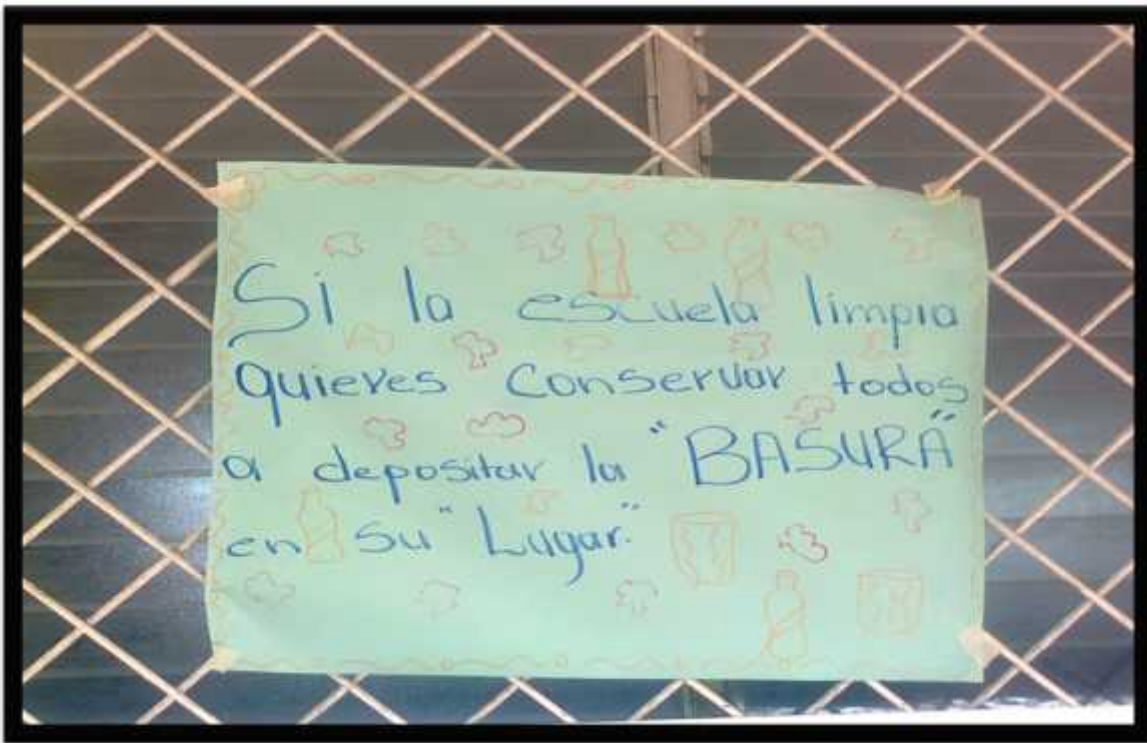 Si la escuela limpia
quieres conservar todos
a depositar la "BASURA"
en su "Lugar."